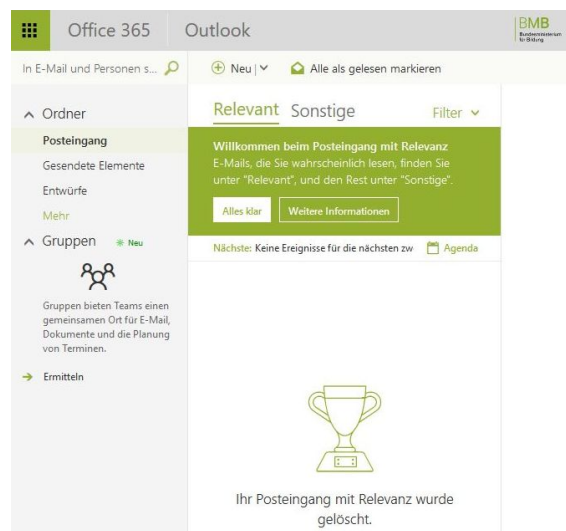 Office 365
Outlook
BMB
Bundesministerium
für Bildung
In E-Mail und Personen s...
Neu
Alle als gelesen markieren
Ordner
Posteingang
Gesendete Elemente
Entwürfe
Mehr
Gruppen
Neu
Gruppen bieten Teams einen
gemeinsamen Ort für E-Mail,
Dokumente und die Planung
von Terminen.
Ermitteln
Relevant
Sonstige
Filter
Willkommen beim Posteingang mit Relevanz
E-Mails, die Sie wahrscheinlich lesen, finden Sie
unter "Relevant", und den Rest unter "Sonstige".
Alles klar
Weitere Informationen
Nächste: Keine Ereignisse für die nächsten zw
Agenda
Ihr Posteingang mit Relevanz wurde
gelöscht.